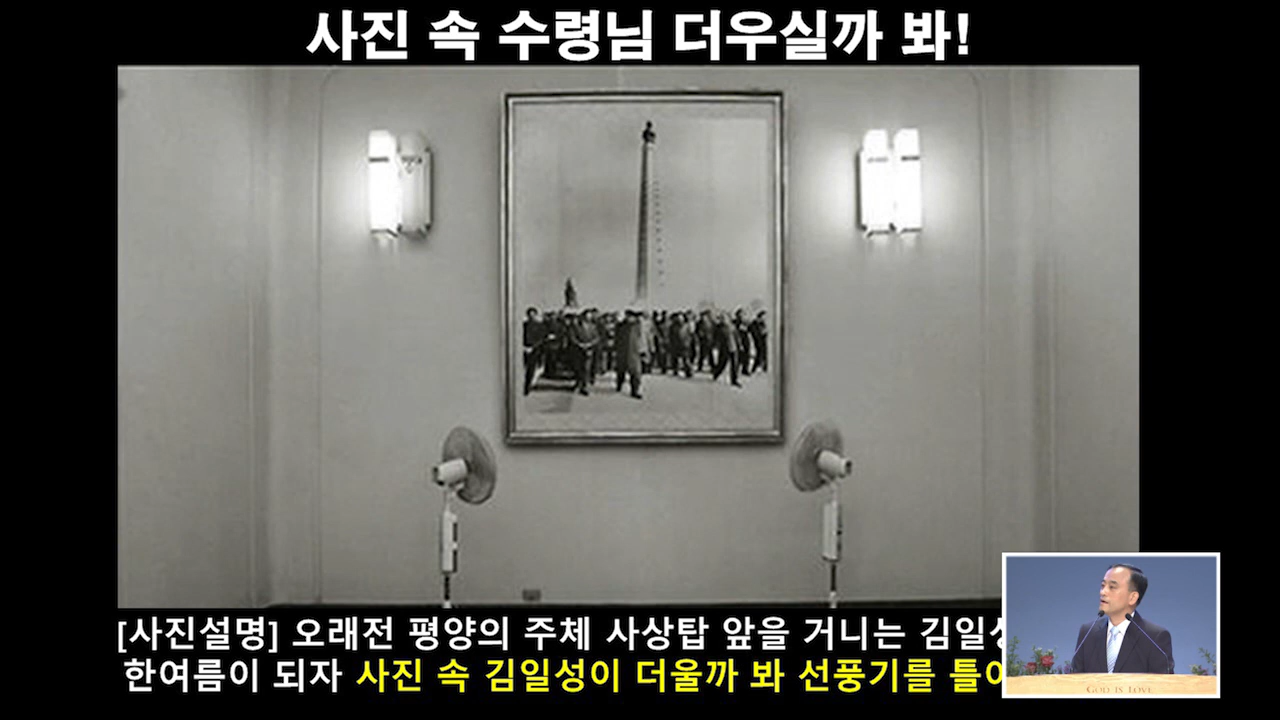 사진 속 수령님 더우실까 봐!
[사진설명] 오래전 평양의 주체 사상탑 앞을 거니는 김일
한여름이 되자 사진 속 김일성이 더울까 봐 선풍기를 틀
GOD IS LOVE